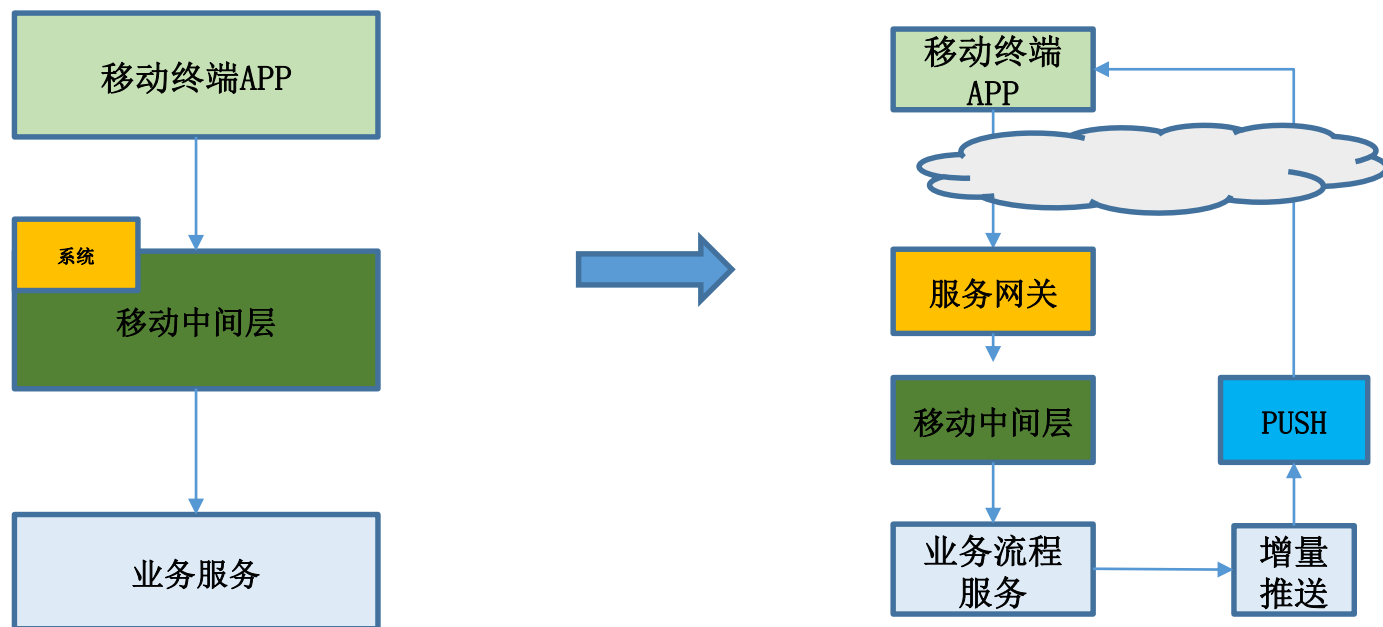 移动终端APP
系统
移动中间层
业务服务
移动终端
APP
服务网关
移动中间层
PUSH
业务流程
服务
增量
推送